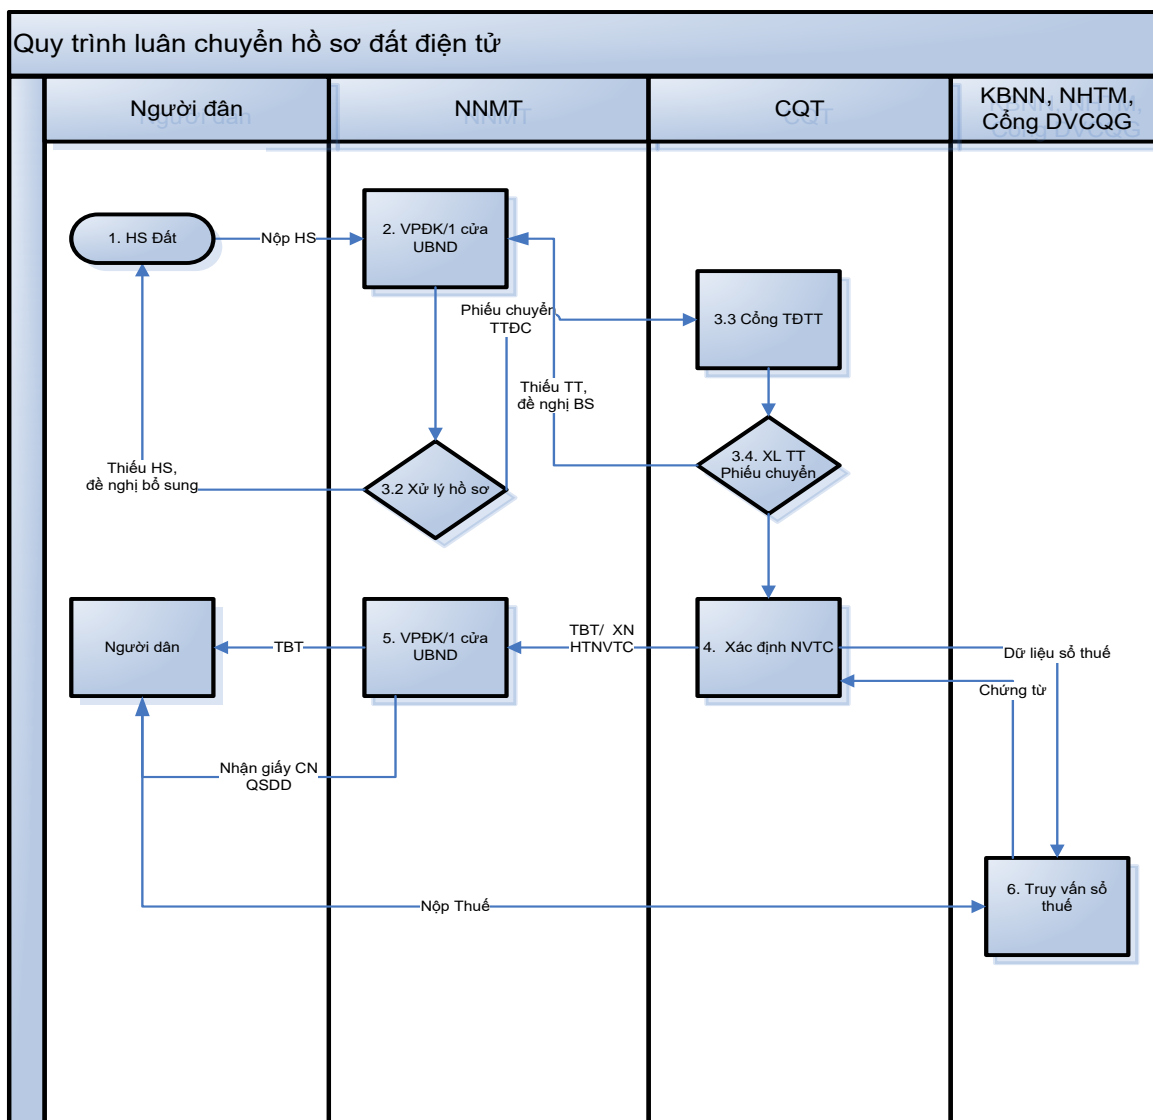 Quy trình luân chuyển hồ sơ đất điện tử
Người đân
NNMT
CQT
KBNN, NHTM,
Cổng DVCQG
1. HS Đất
Nộp HS
2. VPĐK/1 cửa
UBND
Phiếu chuyển
TTĐC
3.3 Cổng TĐTT
Thiếu TT,
đề nghị BS
3.4. XL TT
Phiếu chuyển
Thiếu HS,
đề nghị bổ sung
3.2 Xử lý hồ sơ
Người dân
TBT
5. VPĐK/1 cửa
UBND
TBT/ XN
HTNVTC
4. Xác định NVTC
Dữ liệu sổ thuế
Chứng từ
Nhận giấy CN
QSDD
Nộp Thuế
6. Truy vấn sổ
thuế